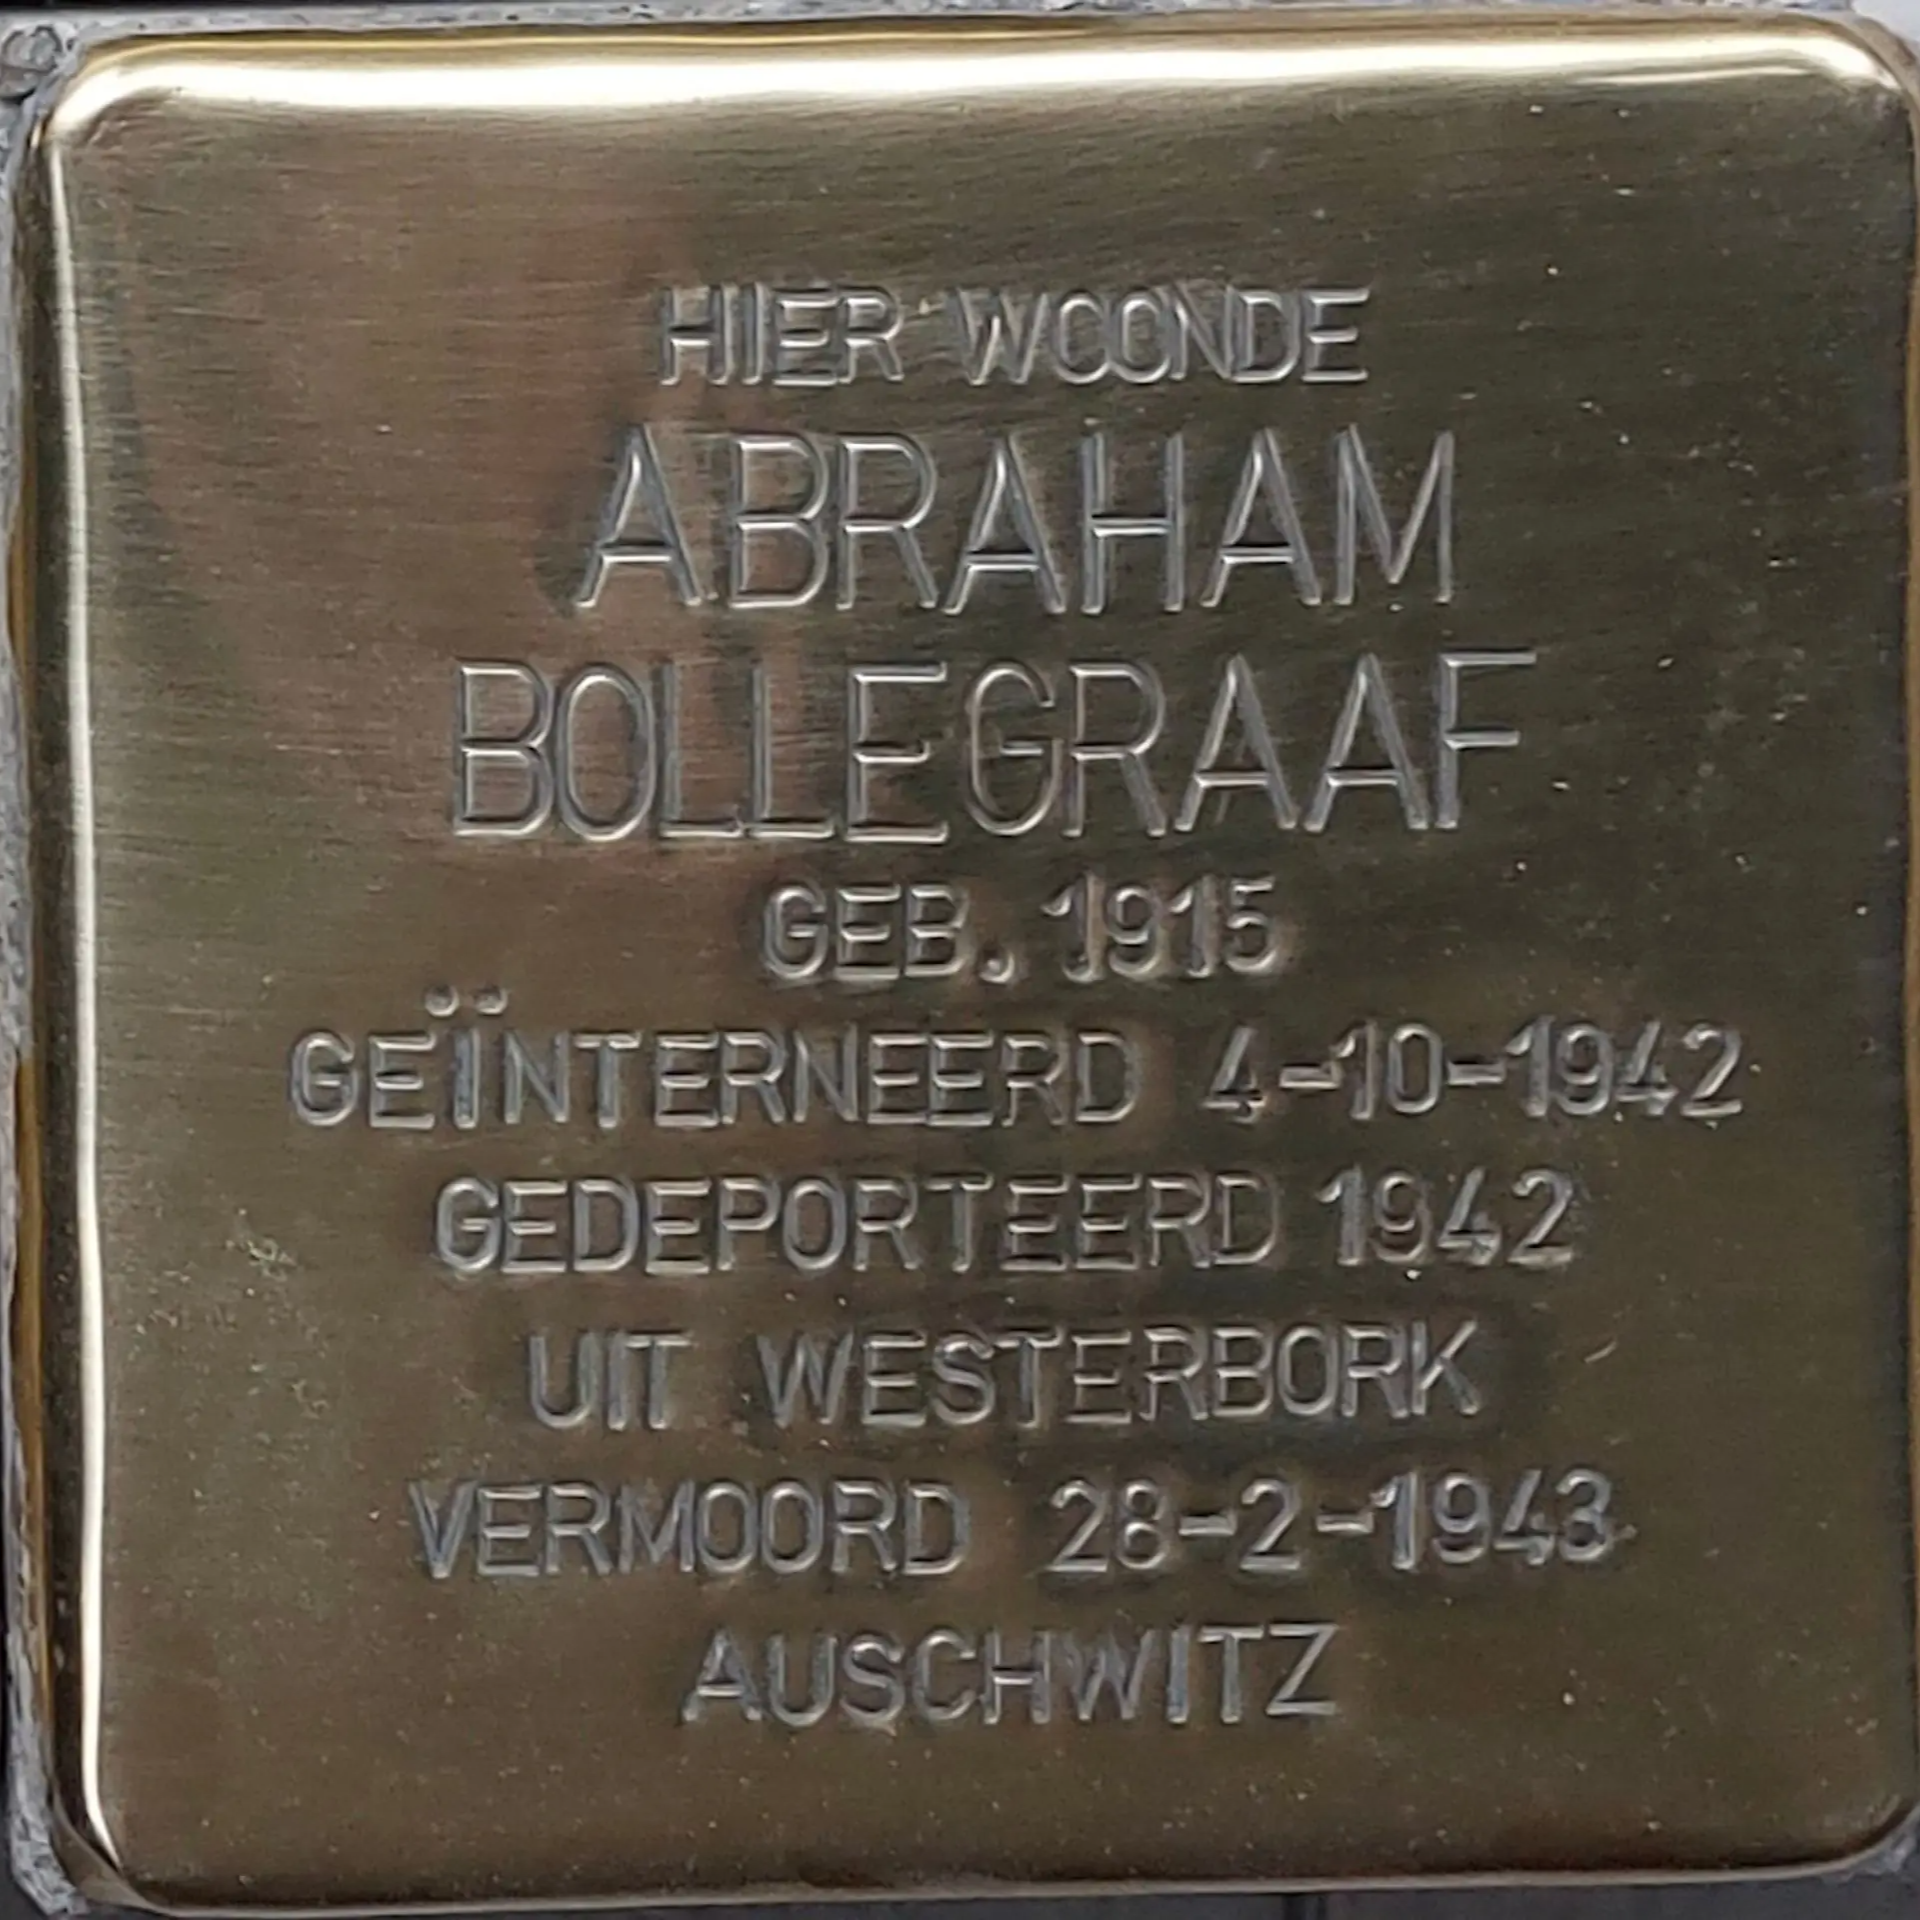 HIER WOONDE
ABRAHAM
BOLLEGRAAF
GEB. 1915
GEÏNTERNEERD 4-10-1942
GEDEPORTEERD 1942
UIT WESTERBORK
VERMOORD 28-2-1943
AUSCHWITZ